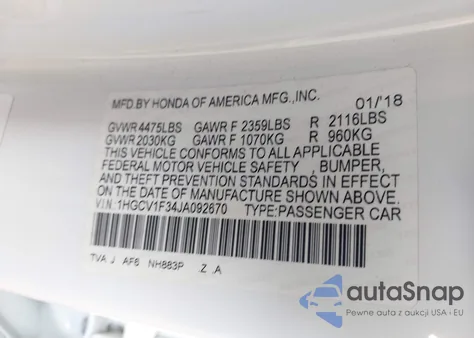 MFD.BY HONDA OF AMERICA MFG.,INC. 01/'18
GVWR 4475LBS GAWR F 2359LBS R 2116LBS
GVWR 2030KG GAWR F 1070KG R 960KG
THIS VEHICLE CONFORMS TO ALL APPLICABLE
FEDERAL MOTOR VEHICLE SAFETY , BUMPER,
AND THEFT PREVENTION STANDARDS IN EFFECT
ON THE DATE OF MANUFACTURE SHOWN ABOVE.
V.I.N:1HGCV1F34JA092670 TYPE:PASSENGER CAR
TVA J AF6 NH883P .Z .A
autoSnap
Pewne auta z aukcji USA - EU